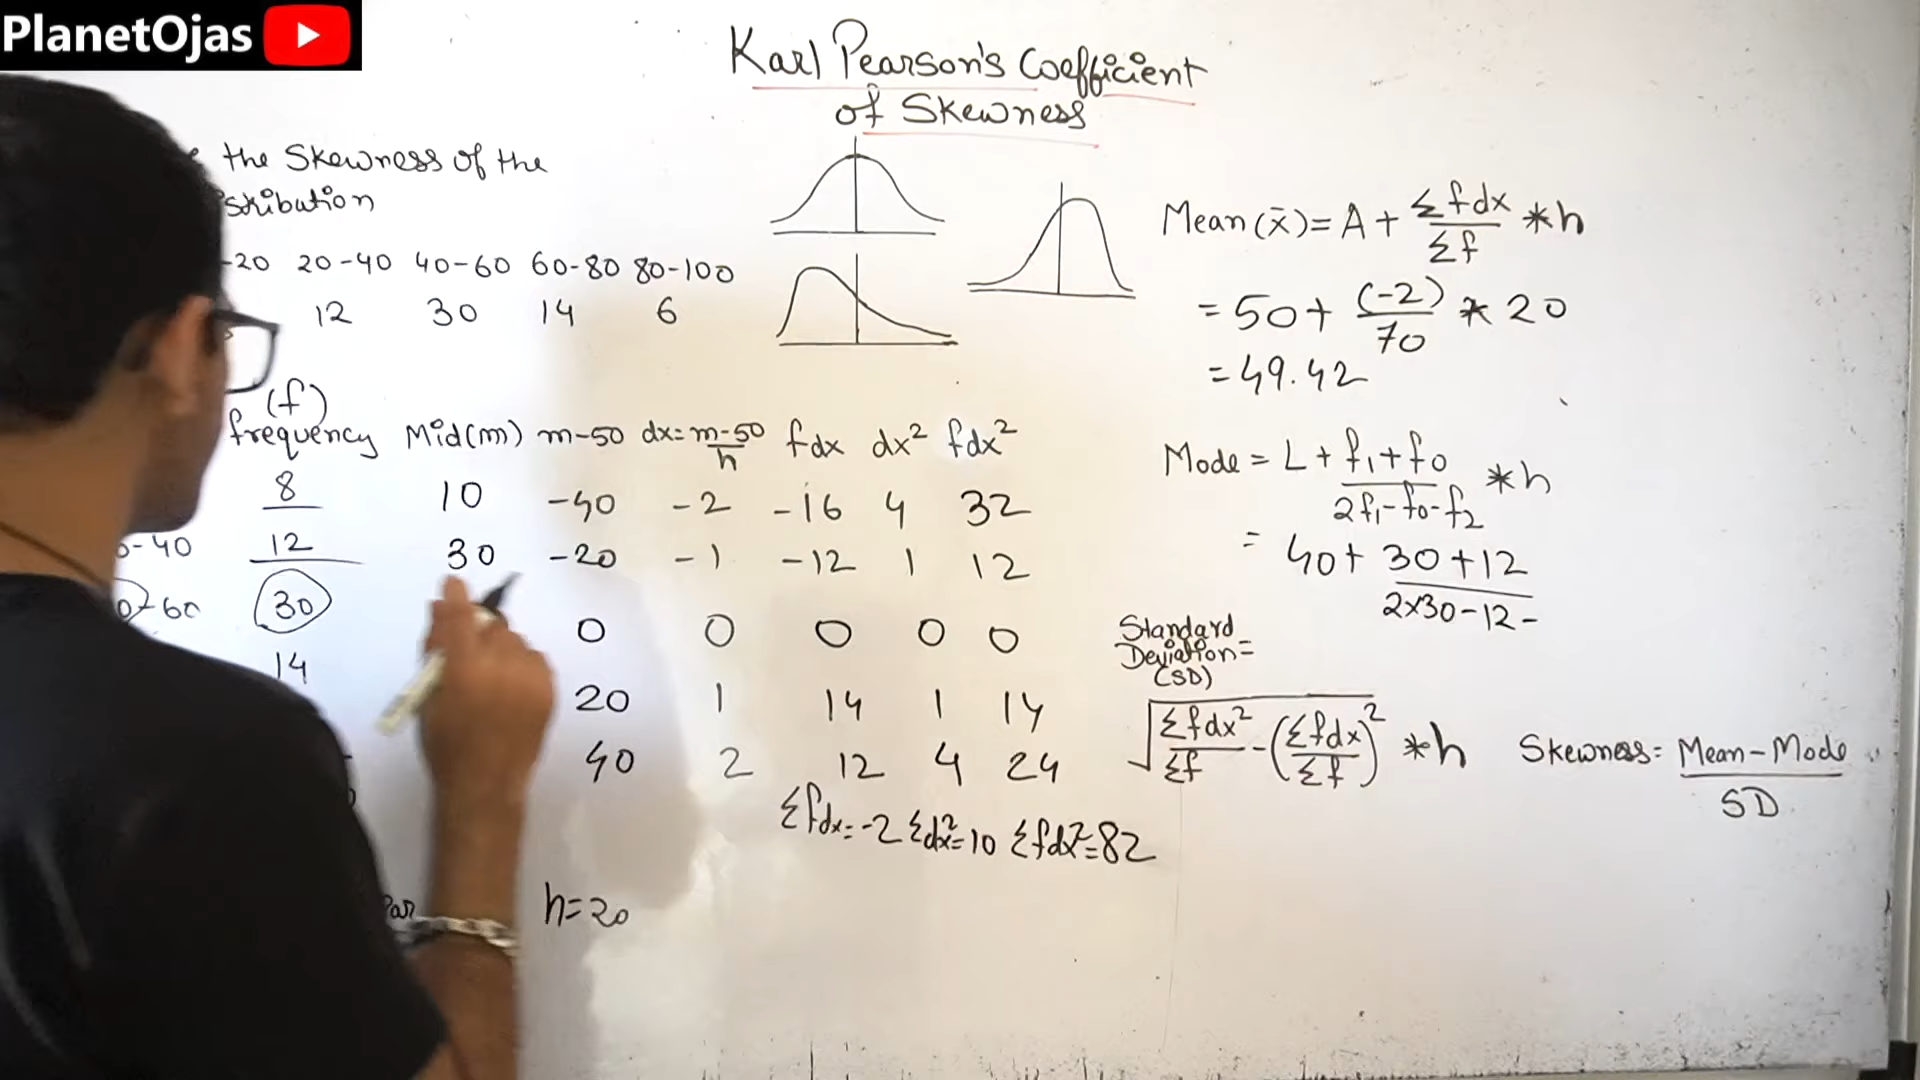 PlanetOjas
Karl Pearson's Coefficient
of Skewness
the Skewness of the
stribution
-20 20-40 40-60 60-80 80-100
12 30 14 6
(f)
frequency Mid(m) m-50 dx=m-50/h fdx dx² fdx²
8 10 -40 -2 -16 4 32
-40 12 30 -20 -1 -12 1 12
-60 30 0 0 0 0 0
14 20 1 14 1 14
40 2 12 4 24
Σfdx=-2 Σdx²=10 Σfdx²=82
h=20
Mean(x̄)=A+Σfdx/Σf*h
=50+(-2)/70*20
=49.42
Mode=L+f₁+f₀/2f₁-f₀-f₂*h
=40+30+12/2x30-12-
Standard
Deviation=
(SD)
√Σfdx²/Σf-(Σfdx/Σf)²*h
Skewness=Mean-Mode/SD